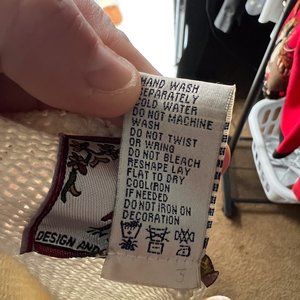 HAND WASH
SEPARATELY
COLD WATER
DO NOT MACHINE
WASH
DO NOT TWIST
OR WRING
DO NOT BLEACH
RESHAPE LAY
FLAT TO DRY
COOL IRON
IF NEEDED
DO NOT IRON ON
DECORATION
DESIGN AND